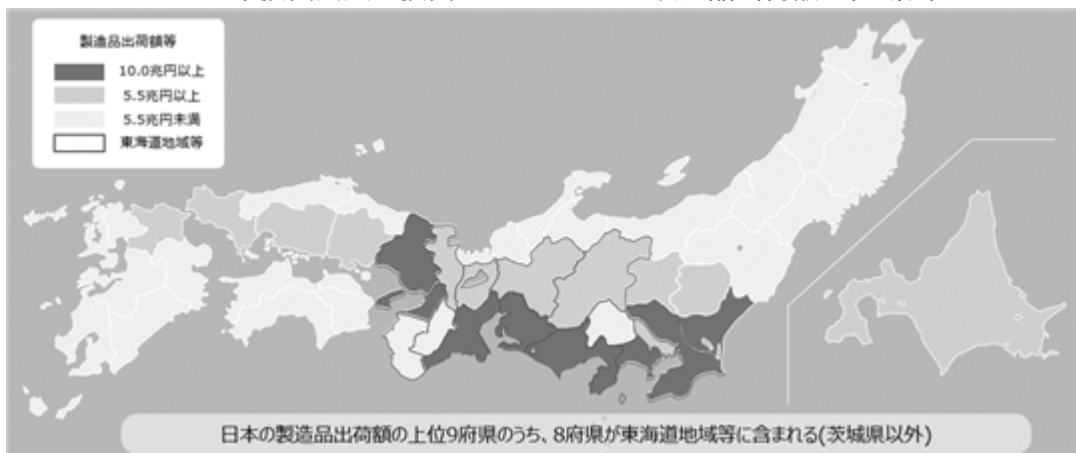 製造品出荷額等
10.0兆円以上
5.5兆円以上
5.5兆円未満
東海道地域等
日本の製造品出荷額の上位9府県のうち、8府県が東海道地域等に含まれる(茨城県以外)